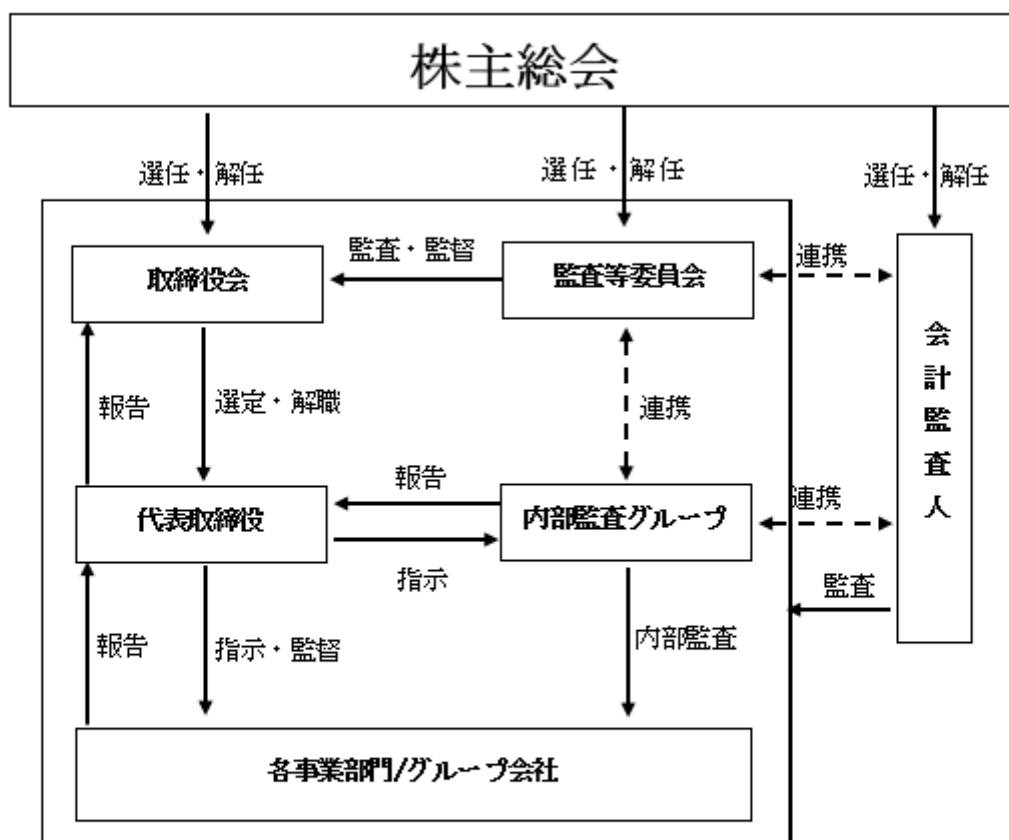 株主総会
選任・解任
選任・解任
選任・解任
取締役会
監査・監督
監査等委員会
連携
会計監査人
報告
選定・解職
連携
代表取締役
報告
指示
内部監査グループ
連携
監査
報告
指示・監督
内部監査
各事業部門/グループ会社